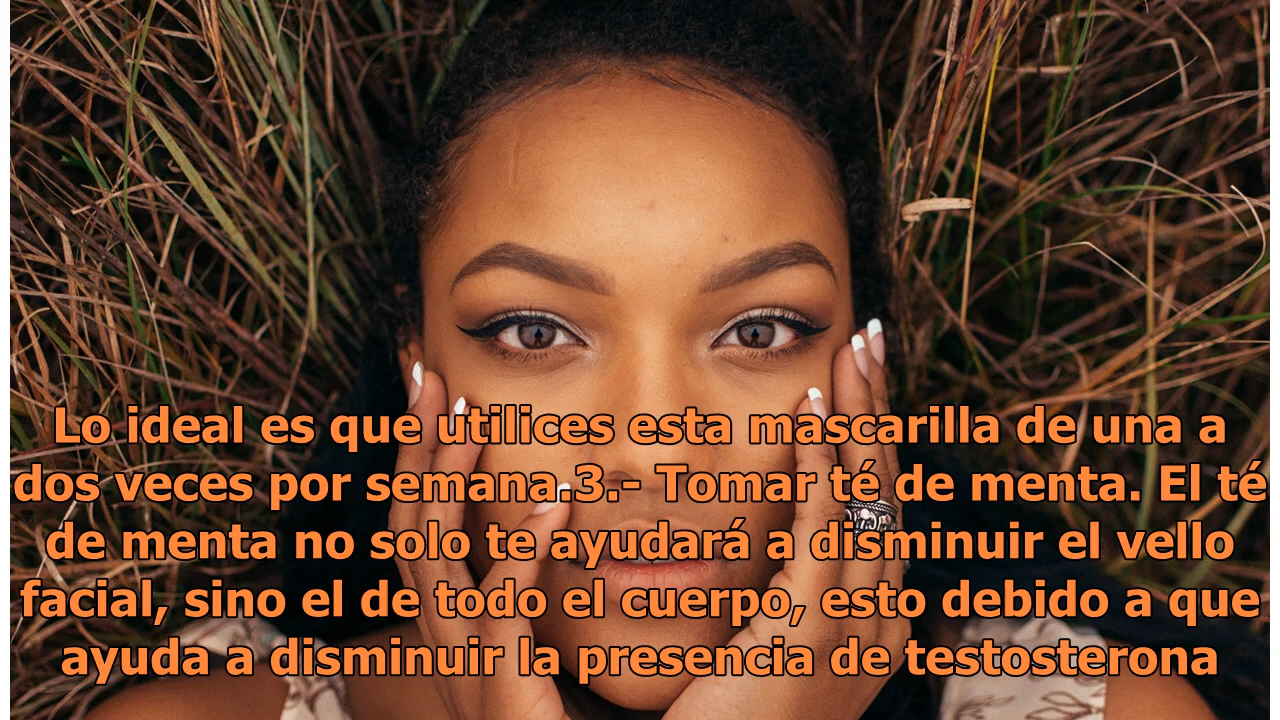 Lo ideal es que utilices esta mascarilla de una a
dos veces por semana.3.- Tomar té de menta. El té
de menta no solo te ayudará a disminuir el vello
facial, sino el de todo el cuerpo, esto debido a que
ayuda a disminuir la presencia de testosterona